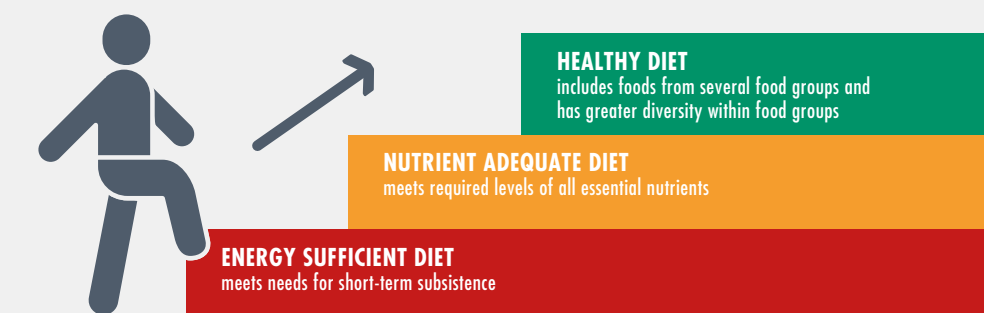 HEALTHY DIET
includes foods from several food groups and
has greater diversity within food groups
NUTRIENT ADEQUATE DIET
meets required levels of all essential nutrients
ENERGY SUFFICIENT DIET
meets needs for short-term subsistence